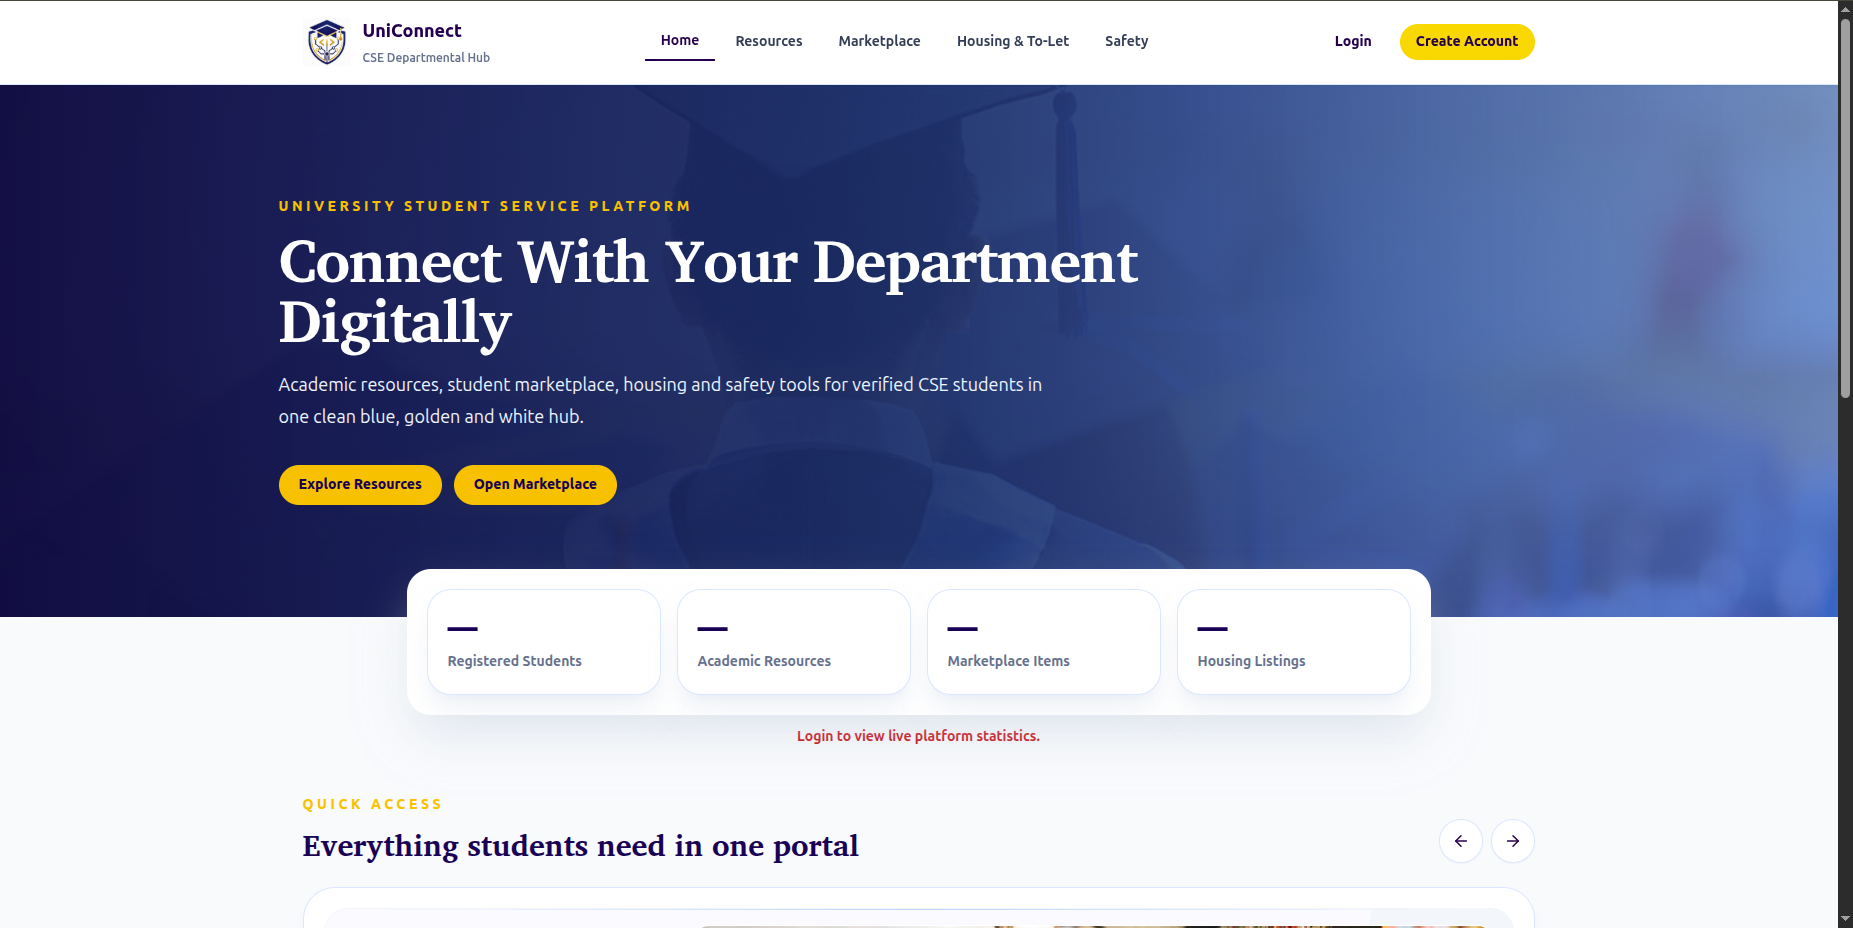 UniConnect
CSE Departmental Hub
Home
Resources
Marketplace
Housing & To-Let
Safety
Login
Create Account
UNIVERSITY STUDENT SERVICE PLATFORM
Connect With Your Department
Digitally
Academic resources, student marketplace, housing and safety tools for verified CSE students in
one clean blue, golden and white hub.
Explore Resources
Open Marketplace
—
Registered Students
—
Academic Resources
—
Marketplace Items
—
Housing Listings
Login to view live platform statistics.
QUICK ACCESS
Everything students need in one portal